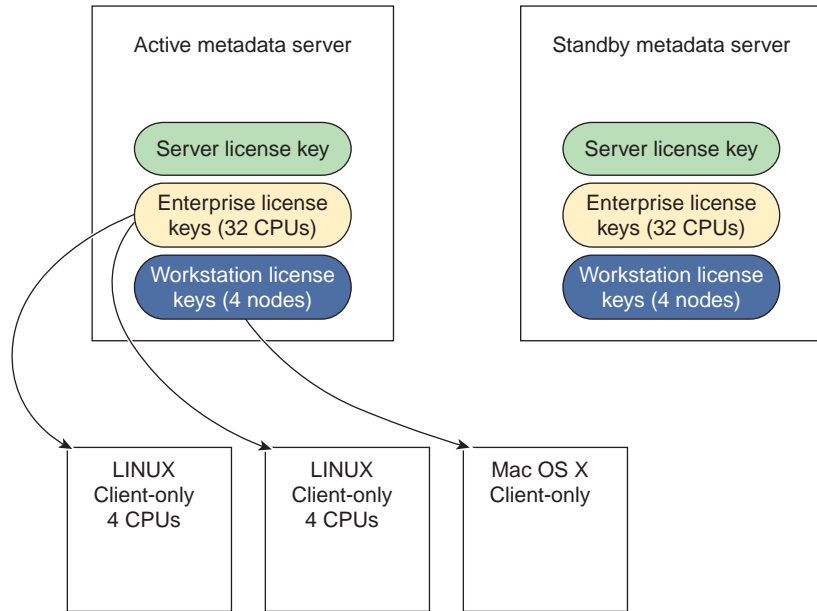 Active metadata server
Server license key
Enterprise license
keys (32 CPUs)
Workstation license
keys (4 nodes)
Standby metadata server
Server license key
Enterprise license
keys (32 CPUs)
Workstation license
keys (4 nodes)
LINUX
Client-only
4 CPUs
LINUX
Client-only
4 CPUs
Mac OS X
Client-only